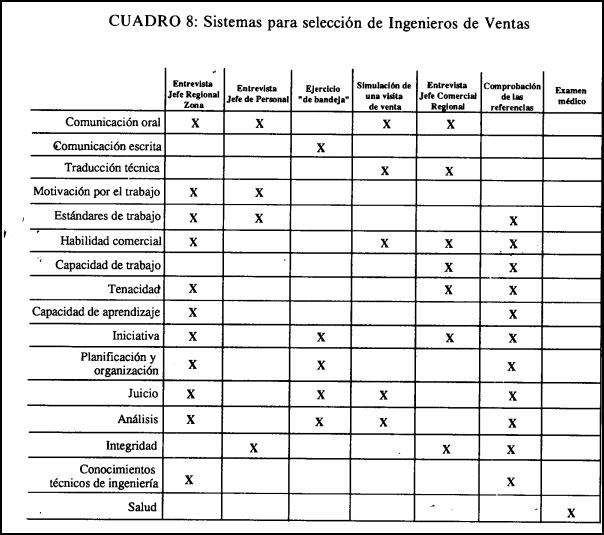 CUADRO 8: Sistemas para selección de Ingenieros de Ventas
Entrevista Jefe Regional Zona
Entrevista Jefe de Personal
Ejercicio "de bandeja"
Simulación de una visita de venta
Entrevista Jefe Comercial Regional
Comprobación de las referencias
Examen médico
Comunicación oral X X X X
Comunicación escrita X
Traducción técnica X X
Motivación por el trabajo X X
Estándares de trabajo X X X
Habilidad comercial X X X X
Capacidad de trabajo X X
Tenacidad X X X
Capacidad de aprendizaje X X
Iniciativa X X X X
Planificación y
organización X X X
Juicio X X X X
Análisis X X X X
Integridad X X X
Conocimientos
técnicos de ingeniería X X
Salud X